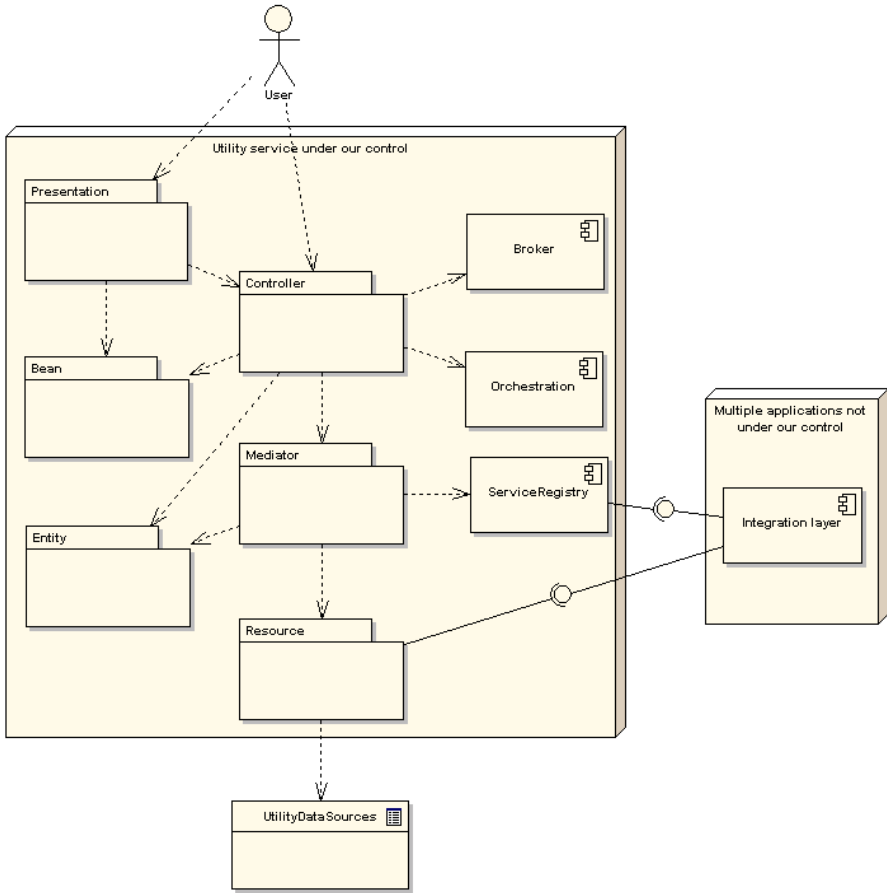 User
Utility service under our control
Presentation
Broker
Controller
Orchestration
Bean
Multiple applications not
under our control
Mediator
ServiceRegistry
Integration layer
Entity
Resource
UtilityDataSources